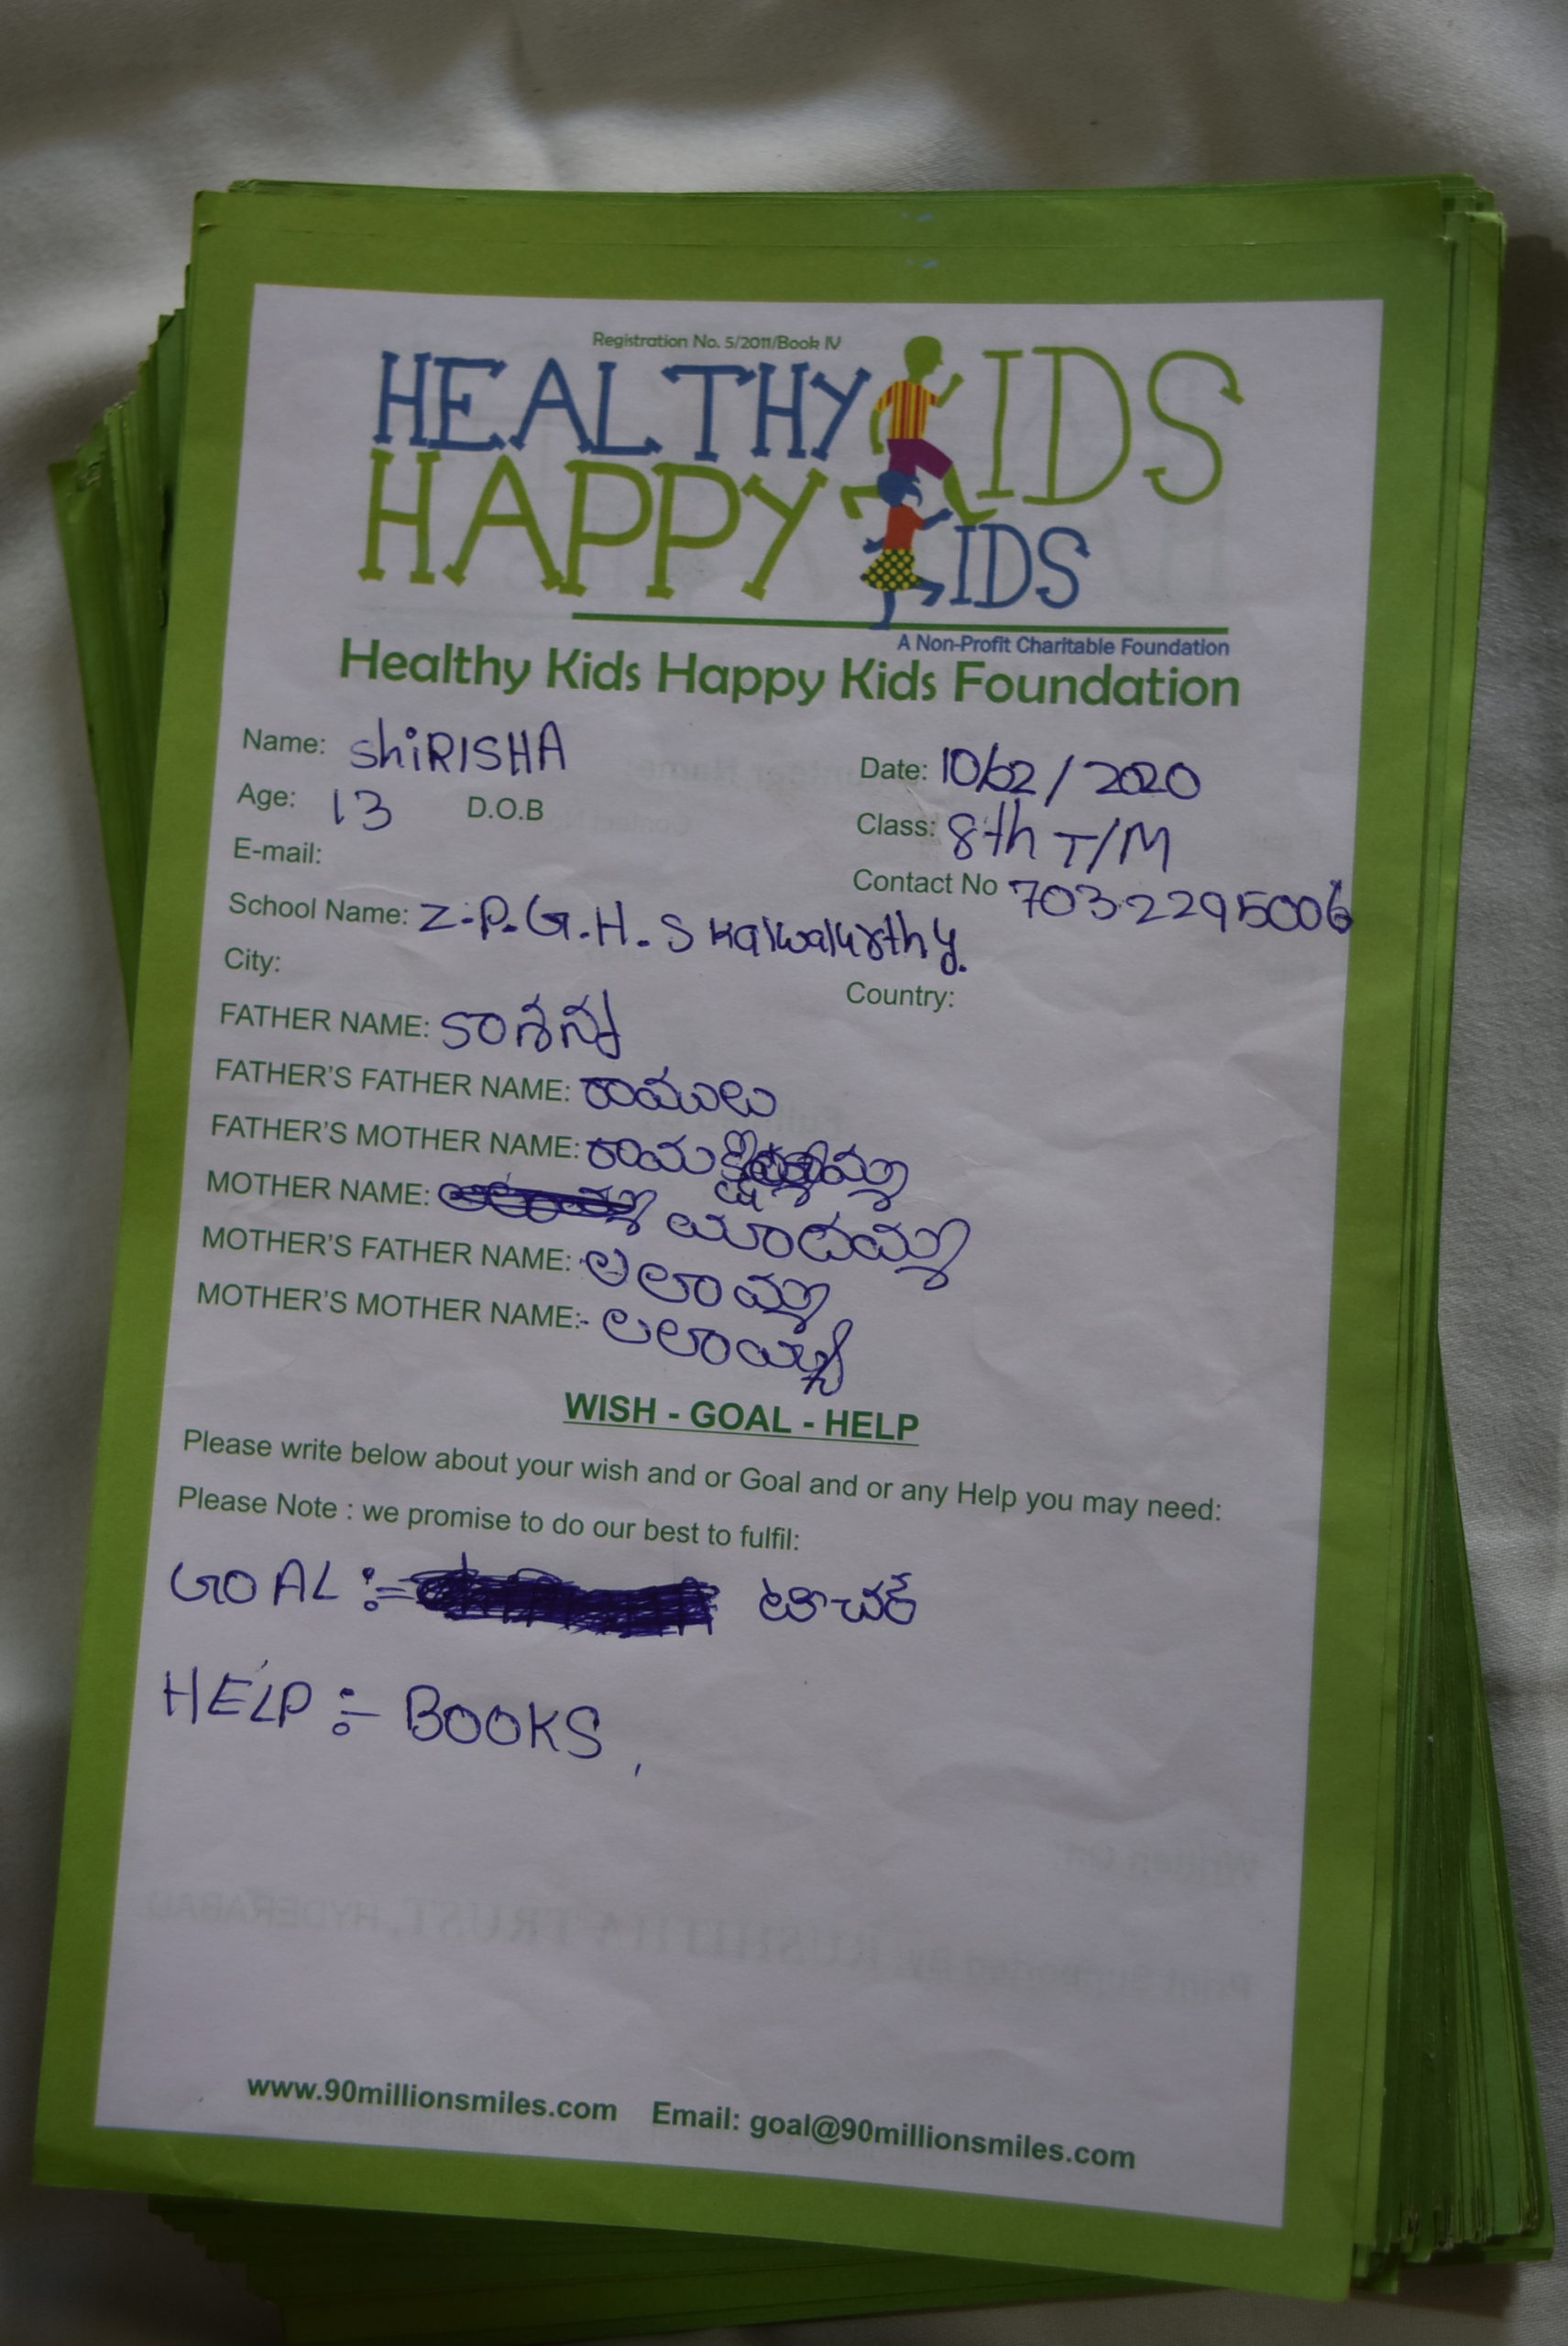 Registration No. 5/2011/Book IV
HEALTHY KIDS
HAPPY KIDS
A Non-Profit Charitable Foundation
Healthy Kids Happy Kids Foundation
Name: shiRISHA Date: 10/02/2020
Age: 13 D.O.B Class: 8th T/M
E-mail: Contact No 7032295006
School Name: Z.P.G.H.S Kalwakurthy.
City: Country:
FATHER NAME:
FATHER'S FATHER NAME: రాములు
FATHER'S MOTHER NAME:
MOTHER NAME: యాదమ్మ
MOTHER'S FATHER NAME:
MOTHER'S MOTHER NAME:-
WISH - GOAL - HELP
Please write below about your wish and or Goal and or any Help you may need:
Please Note : we promise to do our best to fulfil:
GOAL :- టీచర్
HELP :- BOOKS,
www.90millionsmiles.com Email: goal@90millionsmiles.com